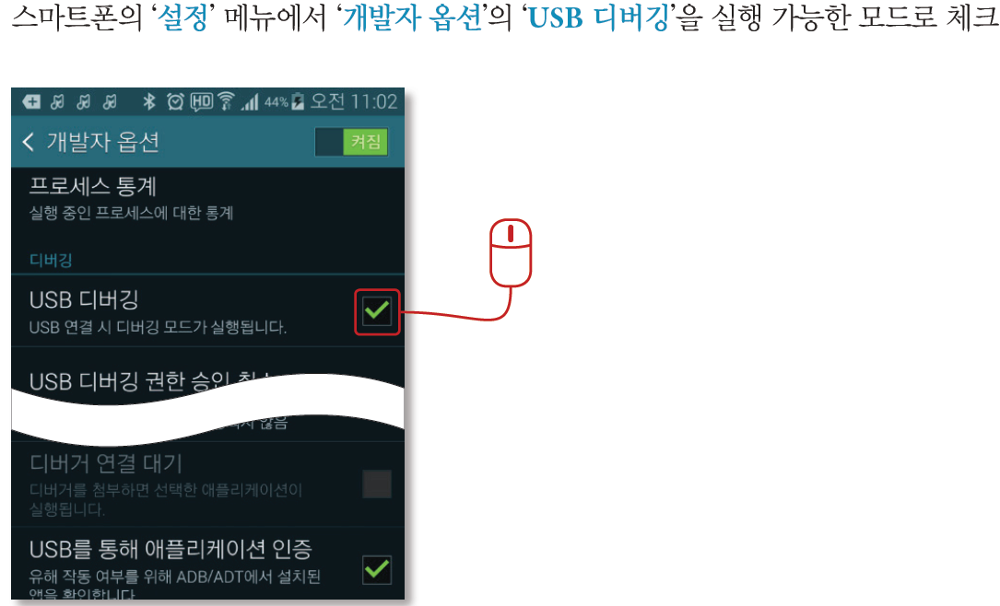 스마트폰의 ‘설정’ 메뉴에서 ‘개발자 옵션’의 ‘USB 디버깅’을 실행 가능한 모드로 체크
HD 44% 오전 11:02
개발자 옵션 켜짐
프로세스 통계
실행 중인 프로세스에 대한 통계
디버깅
USB 디버깅
USB 연결 시 디버깅 모드가 실행됩니다.
USB 디버깅 권한 승인
않음
디버거 연결 대기
디버거를 첨부하면 선택한 애플리케이션이
실행됩니다.
USB를 통해 애플리케이션 인증
유해 작동 여부를 위해 ADB/ADT에서 설치된
앱을 확인합니다